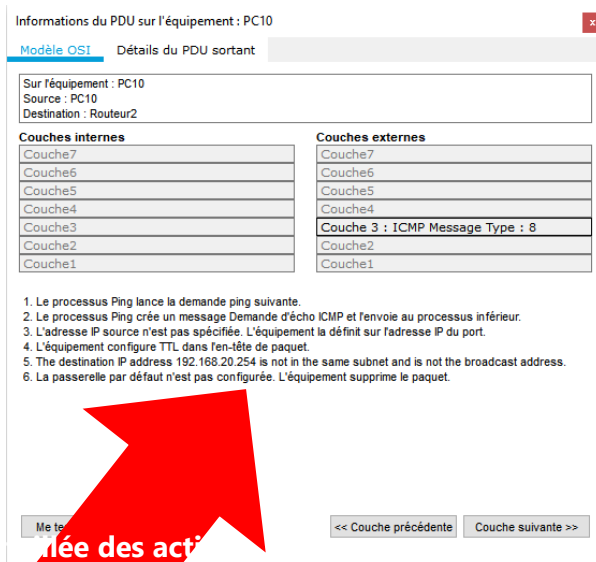 Informations du PDU sur l'équipement : PC10
x
Modèle OSI Détails du PDU sortant
Sur l'équipement : PC10
Source : PC10
Destination : Routeur2
Couches internes Couches externes
Couche7 Couche7
Couche6 Couche6
Couche5 Couche5
Couche4 Couche4
Couche3 Couche 3 : ICMP Message Type : 8
Couche2 Couche2
Couche1 Couche1
1. Le processus Ping lance la demande ping suivante.
2. Le processus Ping crée un message Demande d'écho ICMP et l'envoie au processus inférieur.
3. L'adresse IP source n'est pas spécifiée. L'équipement la définit sur l'adresse IP du port.
4. L'équipement configure TTL dans l'en-tête de paquet.
5. The destination IP address 192.168.20.254 is not in the same subnet and is not the broadcast address.
6. La passerelle par défaut n'est pas configurée. L'équipement supprime le paquet.
Me << Couche précédente Couche suivante >>
des